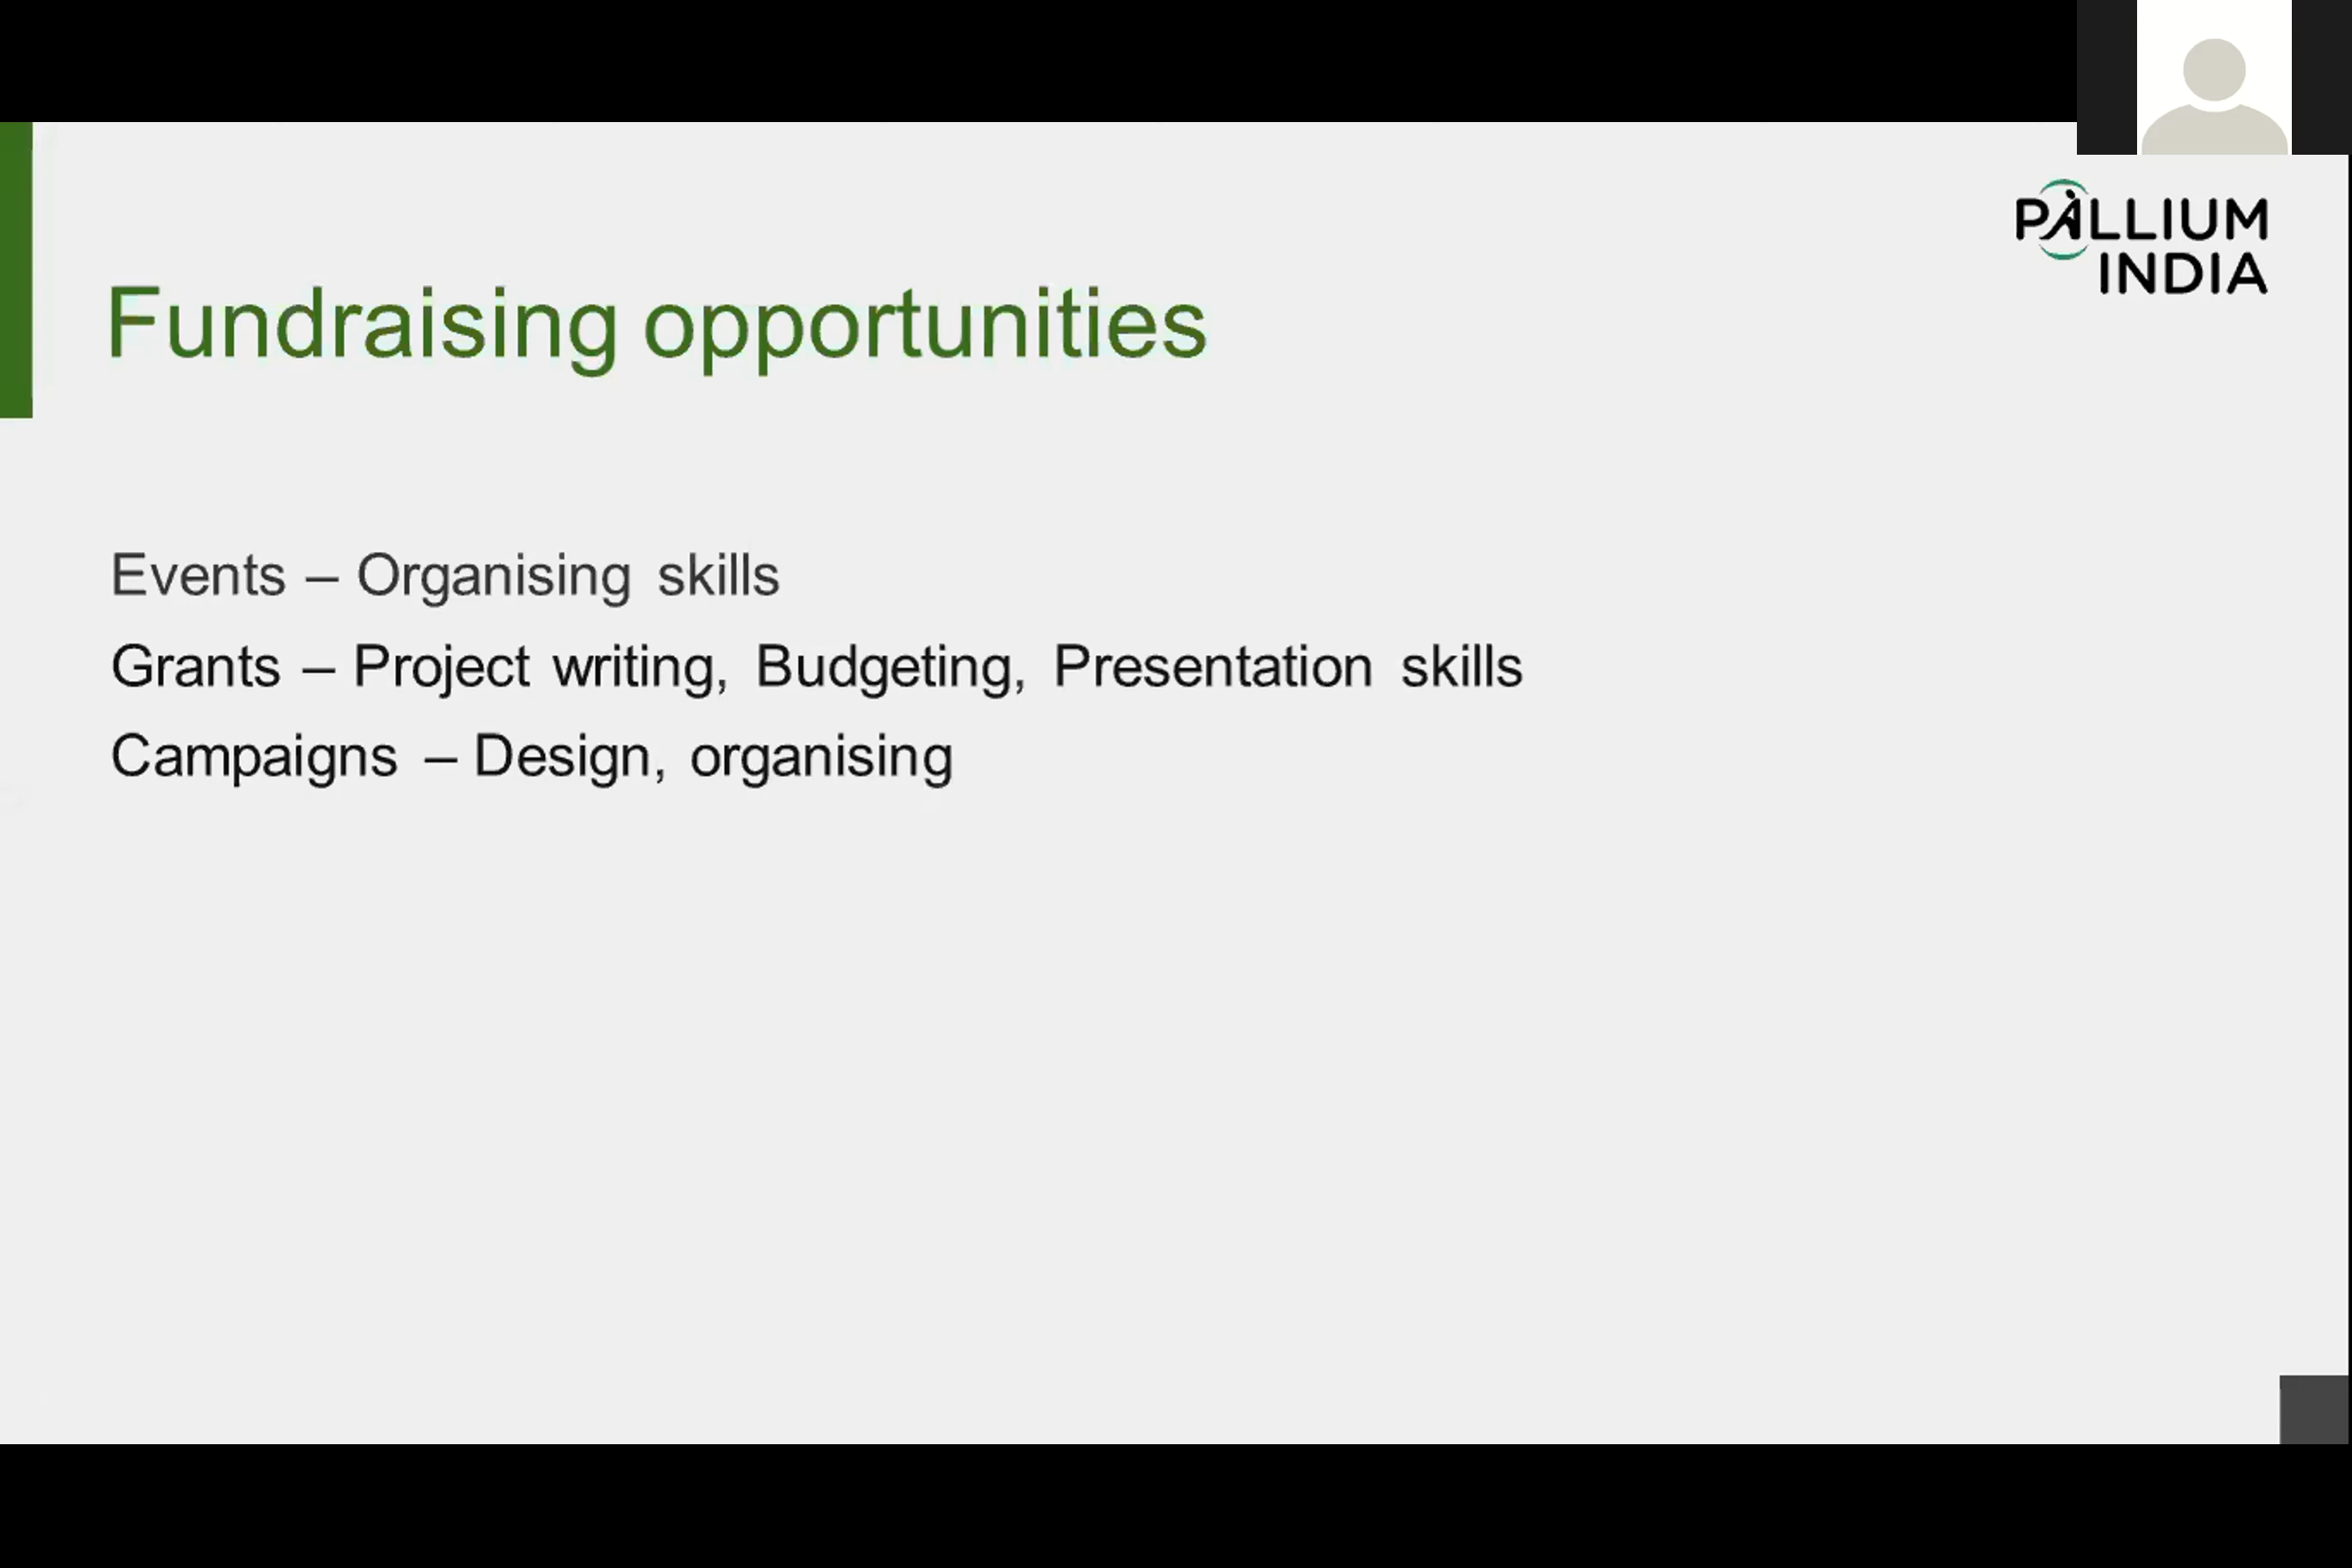 PALLIUM
INDIA
Fundraising opportunities
Events – Organising skills
Grants – Project writing, Budgeting, Presentation skills
Campaigns – Design, organising